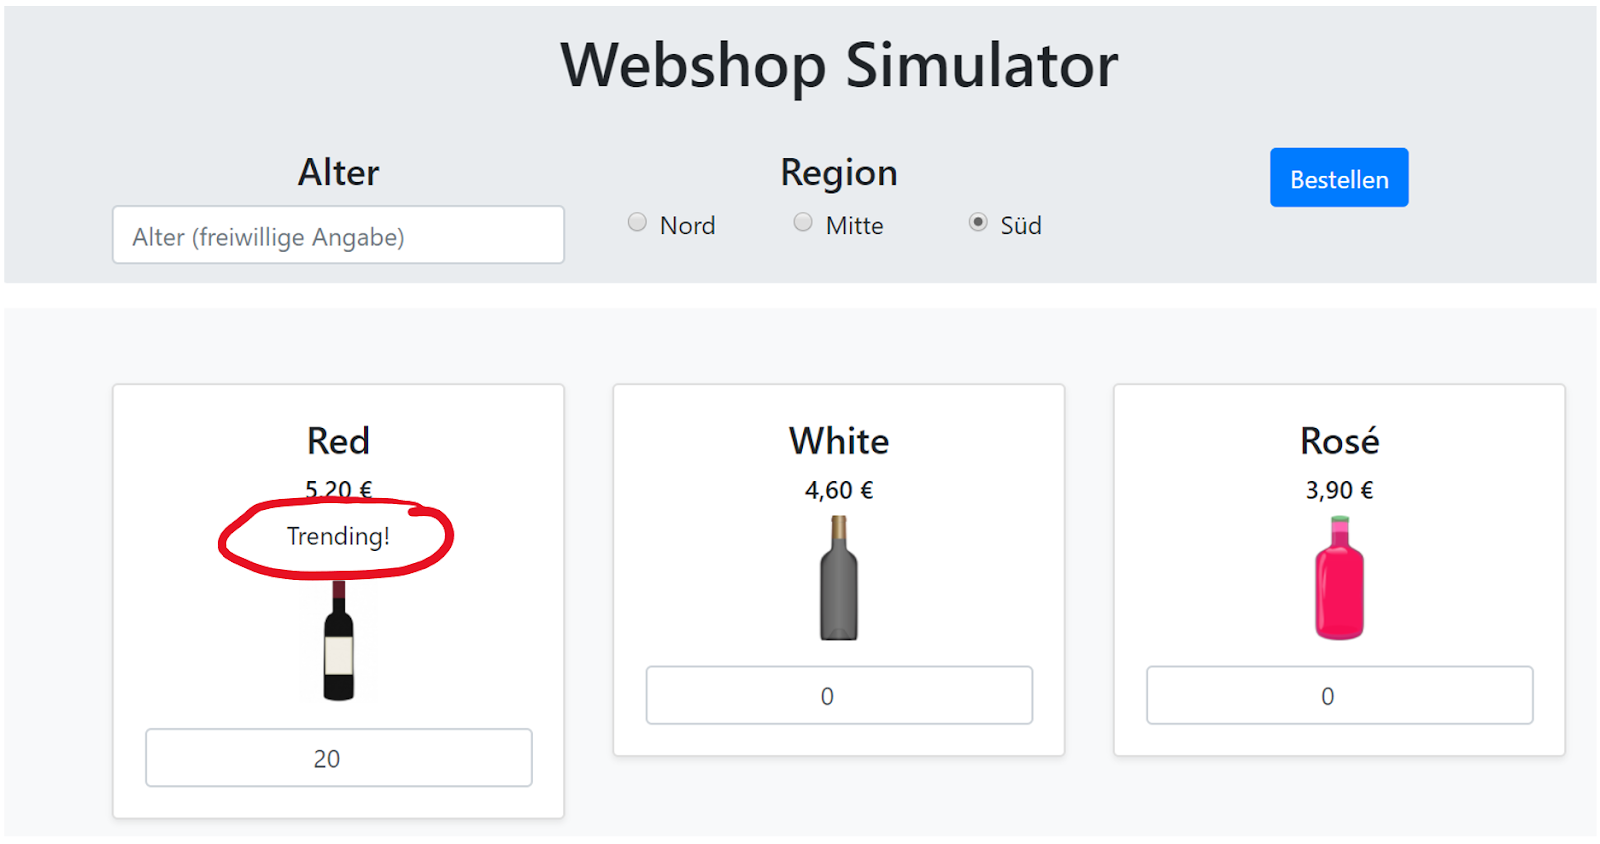 Webshop Simulator
Alter
Alter (freiwillige Angabe)
Region
Nord
Mitte
Süd
Bestellen
Red
5,20 €
Trending!
20
White
4,60 €
0
Rosé
3,90 €
0